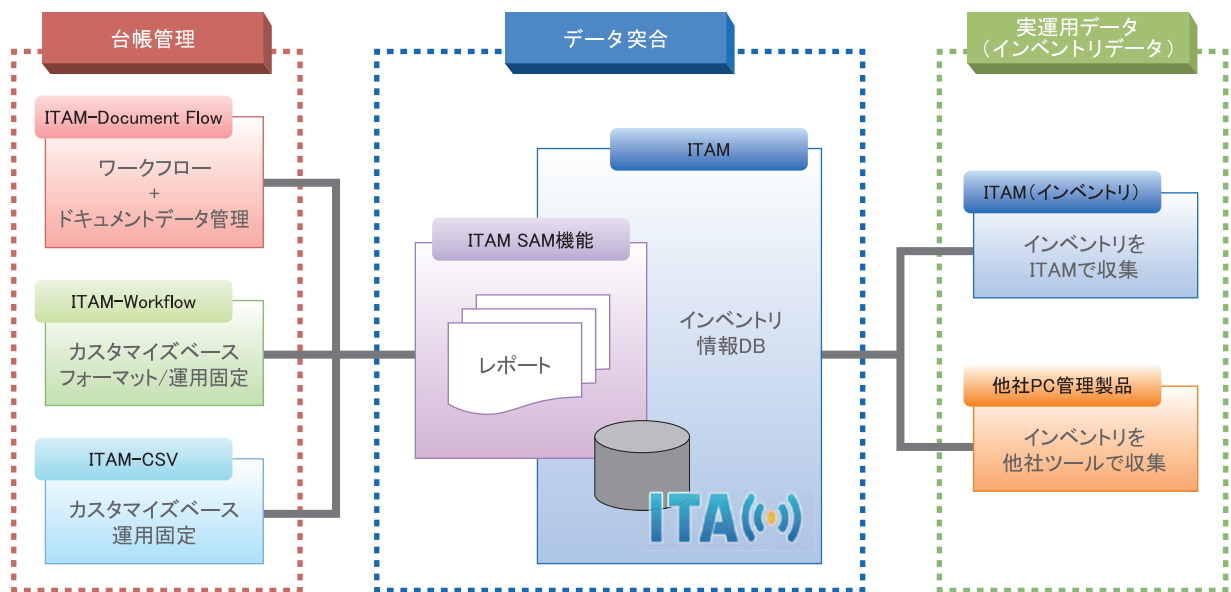 台帳管理
ITAM-Document Flow
ワークフロー
+
ドキュメントデータ管理
ITAM-Workflow
カスタマイズベース
フォーマット/運用固定
ITAM-CSV
カスタマイズベース
運用固定
データ突合
ITAM
ITAM SAM機能
レポート
インベントリ
情報DB
ITA
実運用データ
（インベントリデータ）
ITAM（インベントリ）
インベントリを
ITAMで収集
他社PC管理製品
インベントリを
他社ツールで収集